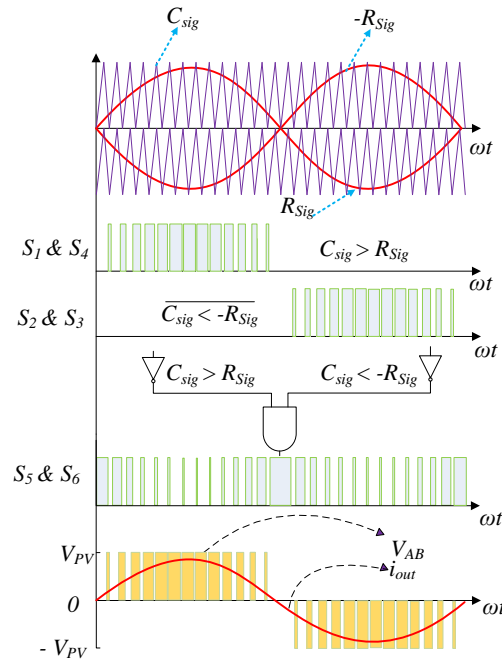 C_sig -R_Sig
ωt
R_Sig
S_1 & S_4 C_sig > R_Sig
ωt
S_2 & S_3 \overline{C_sig < -R_Sig}
ωt
C_sig > R_Sig C_sig < -R_Sig
S_5 & S_6
ωt
V_PV
V_AB
i_out
0
ωt
- V_PV